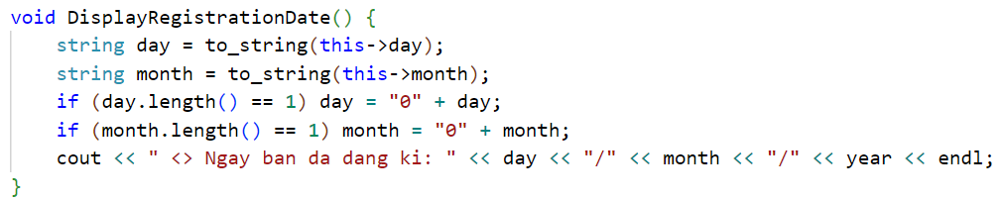 void DisplayRegistrationDate() {
    string day = to_string(this->day);
    string month = to_string(this->month);
    if (day.length() == 1) day = "0" + day;
    if (month.length() == 1) month = "0" + month;
    cout << " <> Ngay ban da dang ki: " << day << "/" << month << "/" << year << endl;
}